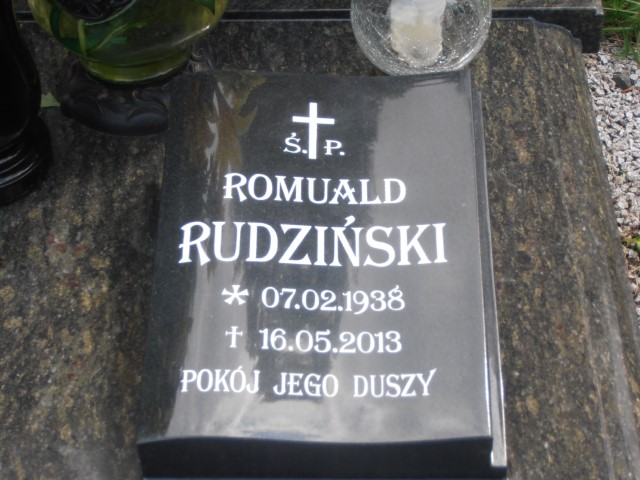 Ś. P.
ROMUALD
RUDZIŃSKI
* 07.02.1938
† 16.05.2013
POKÓJ JEGO DUSZY